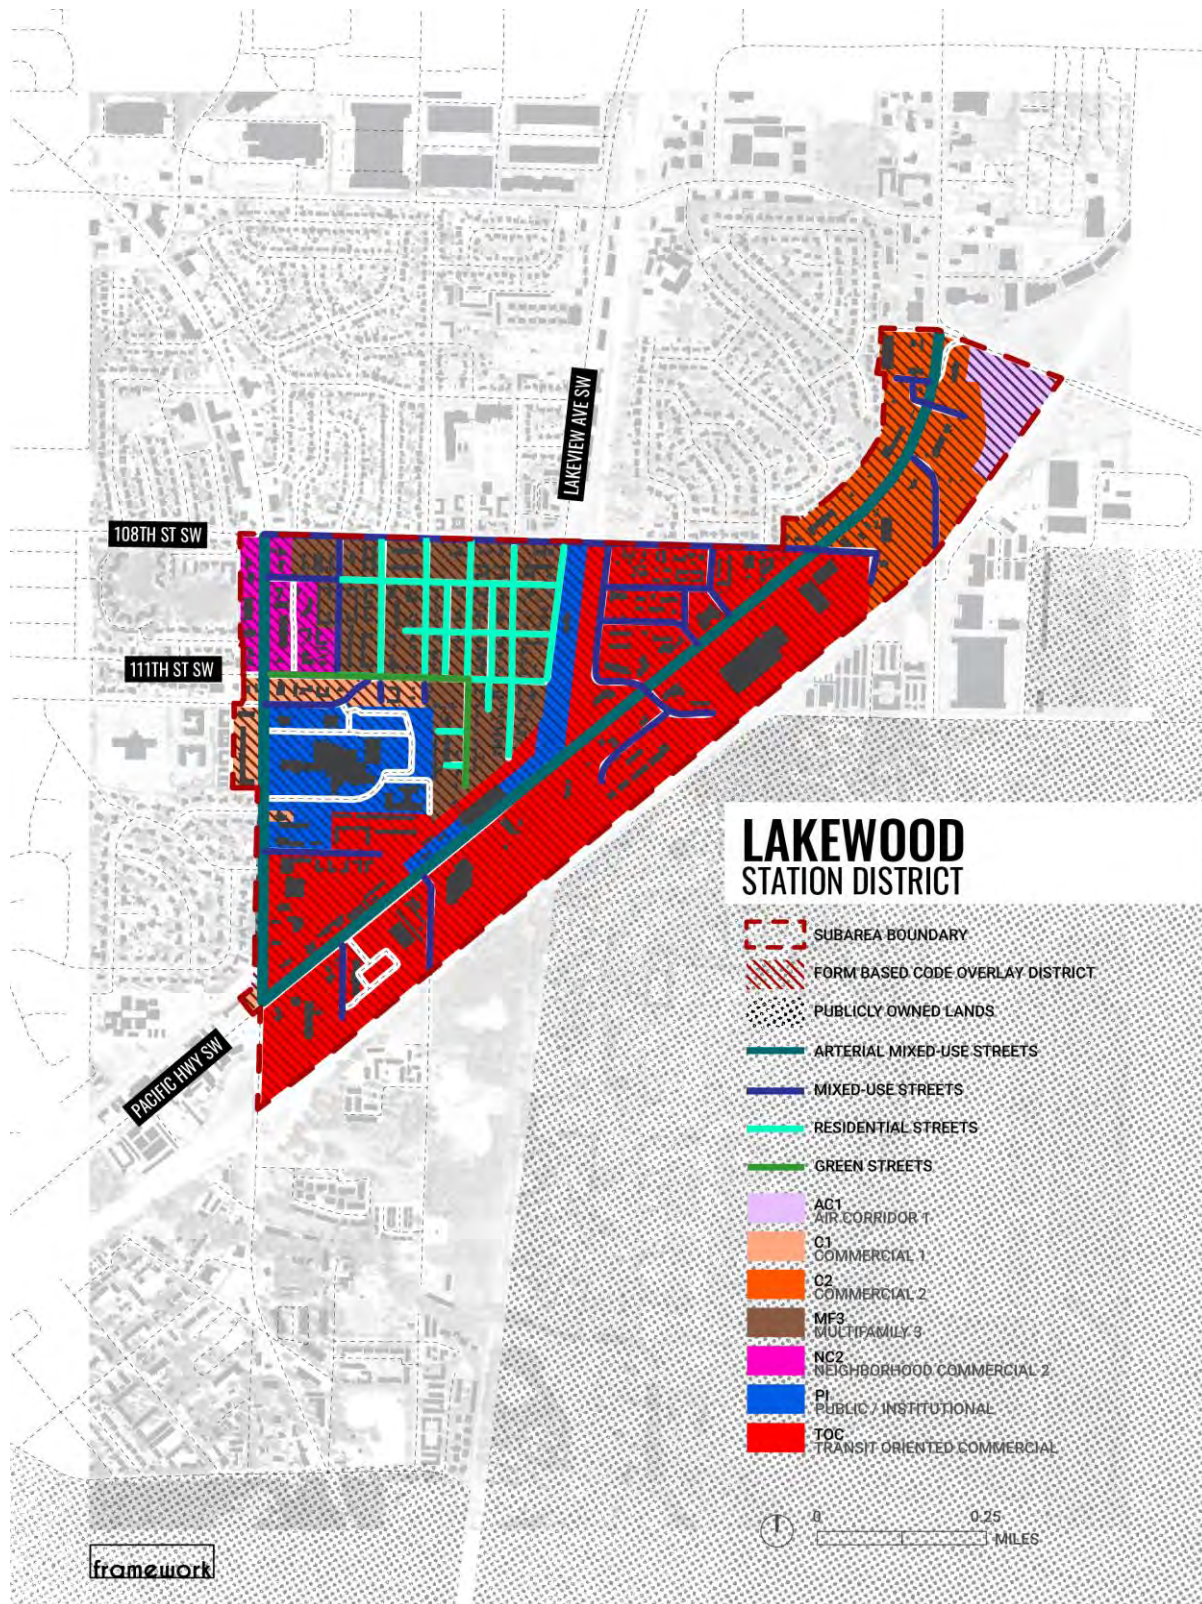 LAKEVIEW AVE SW
108TH ST SW
111TH ST SW
PACIFIC HWY SW
LAKEWOOD
STATION DISTRICT
SUBAREA BOUNDARY
FORM BASED CODE OVERLAY DISTRICT
PUBLICLY OWNED LANDS
ARTERIAL MIXED-USE STREETS
MIXED-USE STREETS
RESIDENTIAL STREETS
GREEN STREETS
AC1
AIR CORRIDOR 1
C1
COMMERCIAL 1
C2
COMMERCIAL 2
MF3
MULTIFAMILY 3
NC2
NEIGHBORHOOD COMMERCIAL 2
PI
PUBLIC / INSTITUTIONAL
TOC
TRANSIT ORIENTED COMMERCIAL
0 0.25
MILES
framework